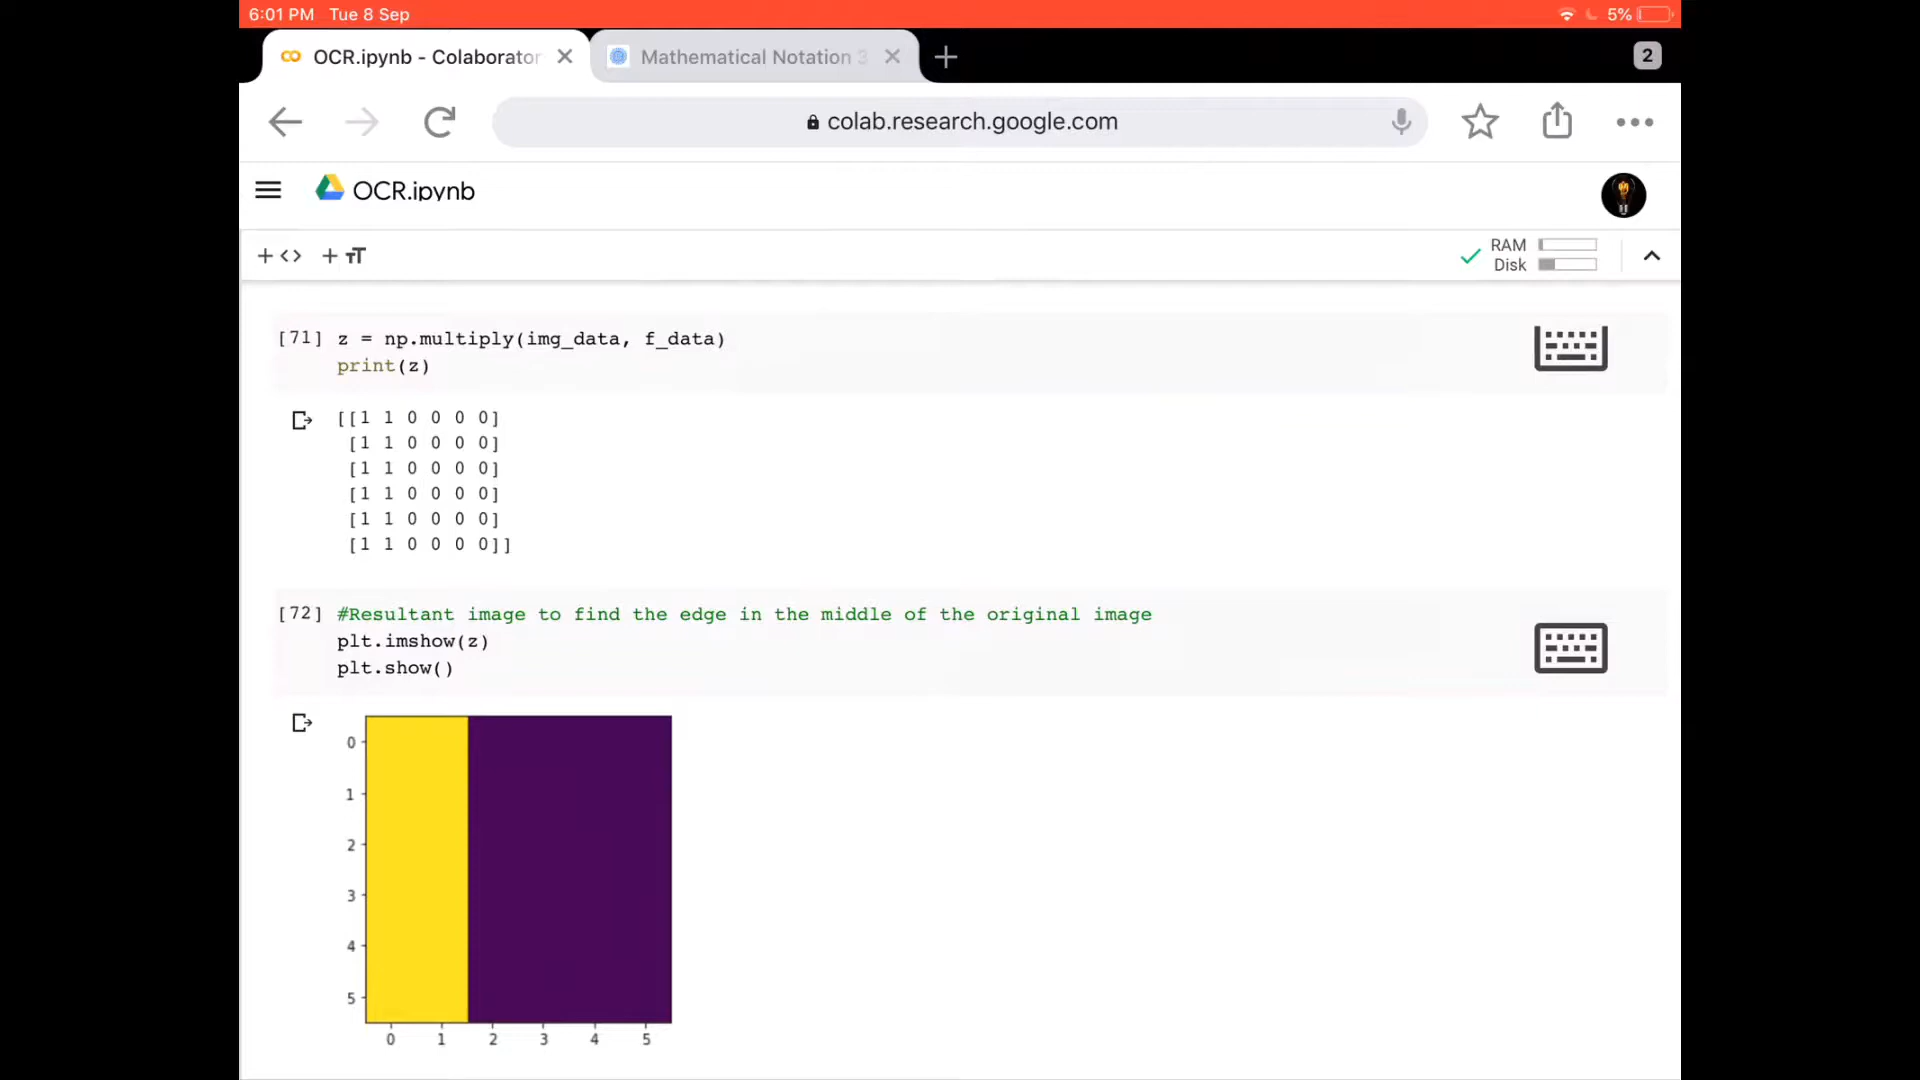 6:01 PM Tue 8 Sep 5%
OCR.ipynb - Colaborator Mathematical Notation 3 2
colab.research.google.com
OCR.ipynb
+ <> + TT RAM
Disk
[71] z = np.multiply(img_data, f_data)
print(z)
[[1 1 0 0 0 0]
[1 1 0 0 0 0]
[1 1 0 0 0 0]
[1 1 0 0 0 0]
[1 1 0 0 0 0]
[1 1 0 0 0 0]]
[72] #Resultant image to find the edge in the middle of the original image
plt.imshow(z)
plt.show()
0
1
2
3
4
5
0 1 2 3 4 5